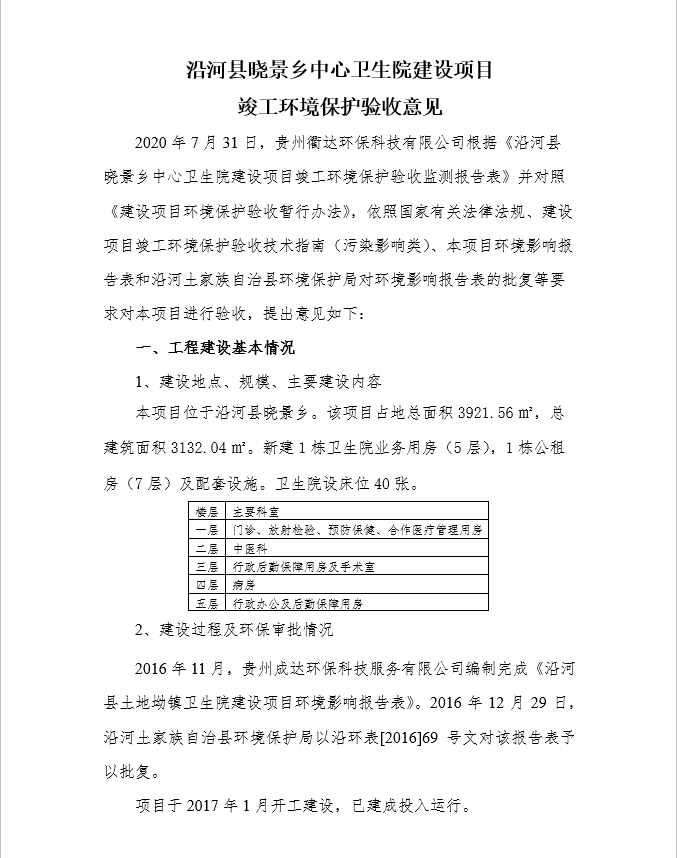 沿河县晓景乡中心卫生院建设项目
竣工环境保护验收意见
2020 年 7 月 31 日，贵州衢达环保科技有限公司根据《沿河县
晓景乡中心卫生院建设项目竣工环境保护验收监测报告表》并对照
《建设项目环境保护验收暂行办法》，依照国家有关法律法规、建设
项目竣工环境保护验收技术指南（污染影响类）、本项目环境影响报
告表和沿河土家族自治县环境保护局对环境影响报告表的批复等要
求对本项目进行验收，提出意见如下：
一、工程建设基本情况
1、建设地点、规模、主要建设内容
本项目位于沿河县晓景乡。该项目占地总面积 3921.56 ㎡，总
建筑面积 3132.04 ㎡。新建 1 栋卫生院业务用房（5 层），1 栋公租
房（7 层）及配套设施。卫生院设床位 40 张。
楼层 主要科室
一层 门诊、放射检验、预防保健、合作医疗管理用房
二层 中医科
三层 行政后勤保障用房及手术室
四层 病房
五层 行政办公及后勤保障用房
2、建设过程及环保审批情况
2016 年 11 月，贵州成达环保科技服务有限公司编制完成《沿河
县土地坳镇卫生院建设项目环境影响报告表》。2016 年 12 月 29 日，
沿河土家族自治县环境保护局以沿环表[2016]69 号文对该报告表予
以批复。
项目于 2017 年 1 月开工建设，已建成投入运行。